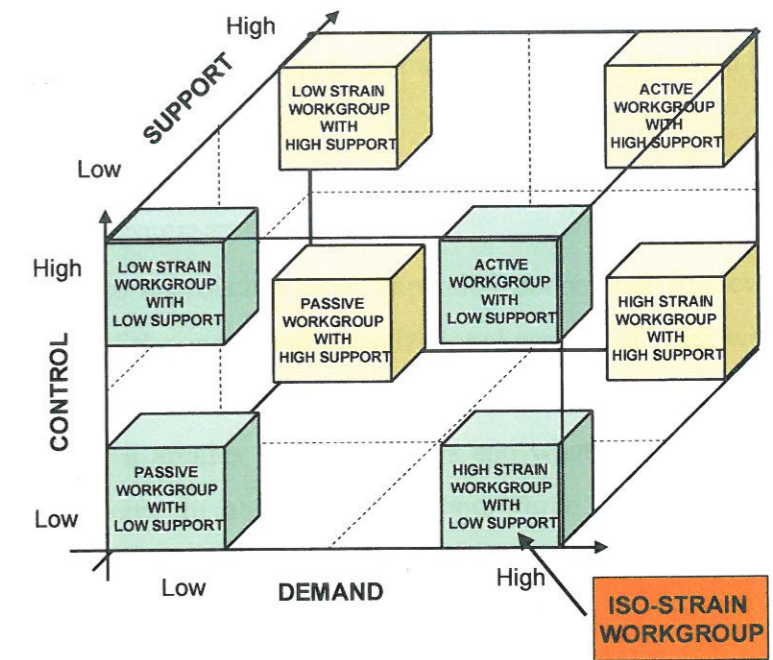 High
SUPPORT
Low
LOW STRAIN
WORKGROUP
WITH
HIGH SUPPORT
ACTIVE
WORKGROUP
WITH
HIGH SUPPORT
High
LOW STRAIN
WORKGROUP
WITH
LOW SUPPORT
PASSIVE
WORKGROUP
WITH
HIGH SUPPORT
ACTIVE
WORKGROUP
WITH
LOW SUPPORT
HIGH STRAIN
WORKGROUP
WITH
HIGH SUPPORT
CONTROL
PASSIVE
WORKGROUP
WITH
LOW SUPPORT
HIGH STRAIN
WORKGROUP
WITH
LOW SUPPORT
Low
Low
DEMAND
High
ISO-STRAIN
WORKGROUP